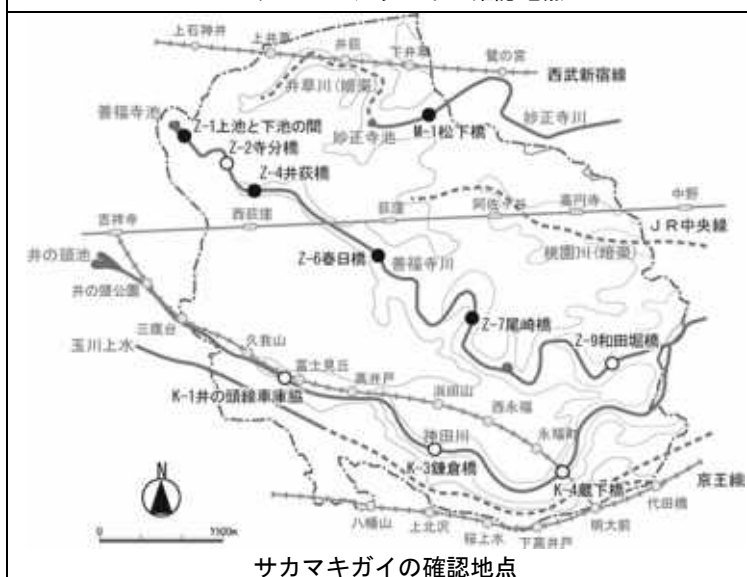 上石神井
上井草
井荻
下井草
鷺の宮
西武新宿線
井草川(暗渠)
善福寺池
Z-1上池と下池の間
妙正寺池
M-1松下橋
妙正寺川
Z-2寺分橋
Z-4井荻橋
吉祥寺
西荻窪
荻窪
阿佐ヶ谷
高円寺
中野
JR中央線
井の頭池
Z-6春日橋
善福寺川
桃園川(暗渠)
井の頭公園
Z-7尾崎橋
三鷹台
玉川上水
久我山
Z-9和田堀橋
富士見丘
高井戸
K-1井の頭線車庫脇
浜田山
西永福
永福町
神田川
K-3鎌倉橋
K-4蔵下橋
京王線
代田橋
明大前
八幡山
上北沢
桜上水
下高井戸
N
0
1100m
サカマキガイの確認地点